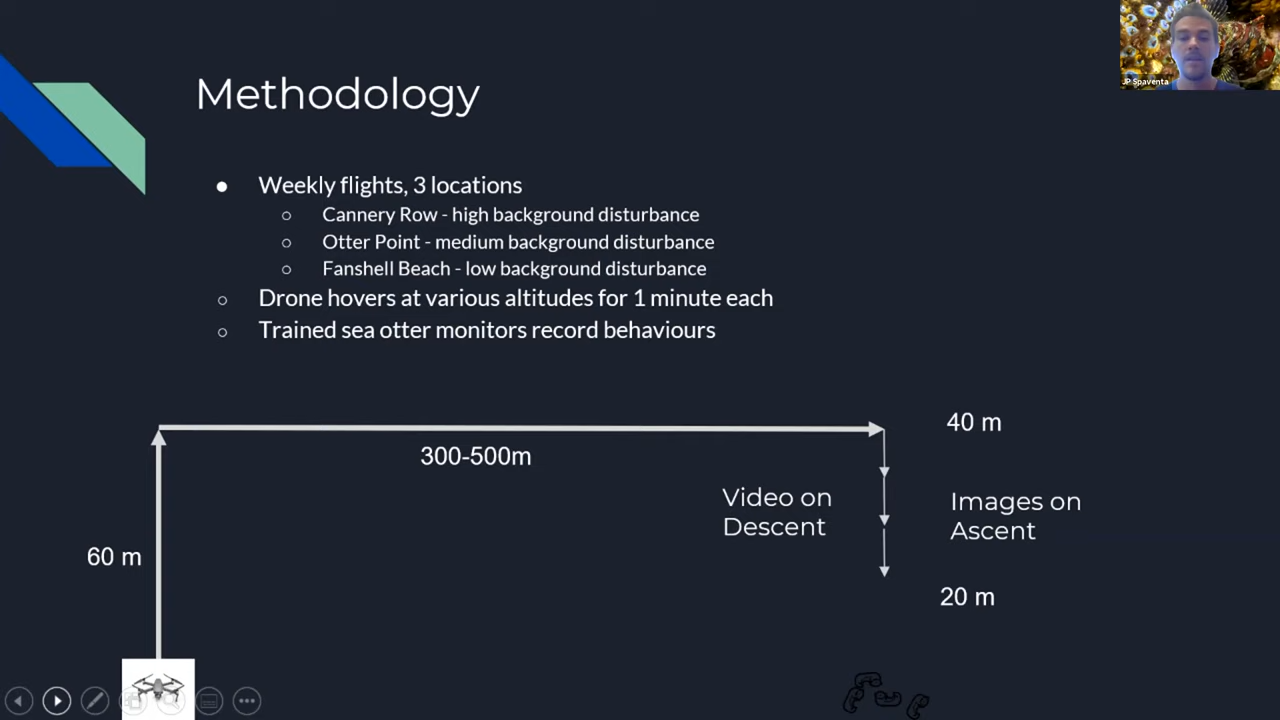 JP Spaventa
Methodology
Weekly flights, 3 locations
Cannery Row - high background disturbance
Otter Point - medium background disturbance
Fanshell Beach - low background disturbance
Drone hovers at various altitudes for 1 minute each
Trained sea otter monitors record behaviours
40 m
300-500m
Video on
Descent
Images on
Ascent
60 m
20 m